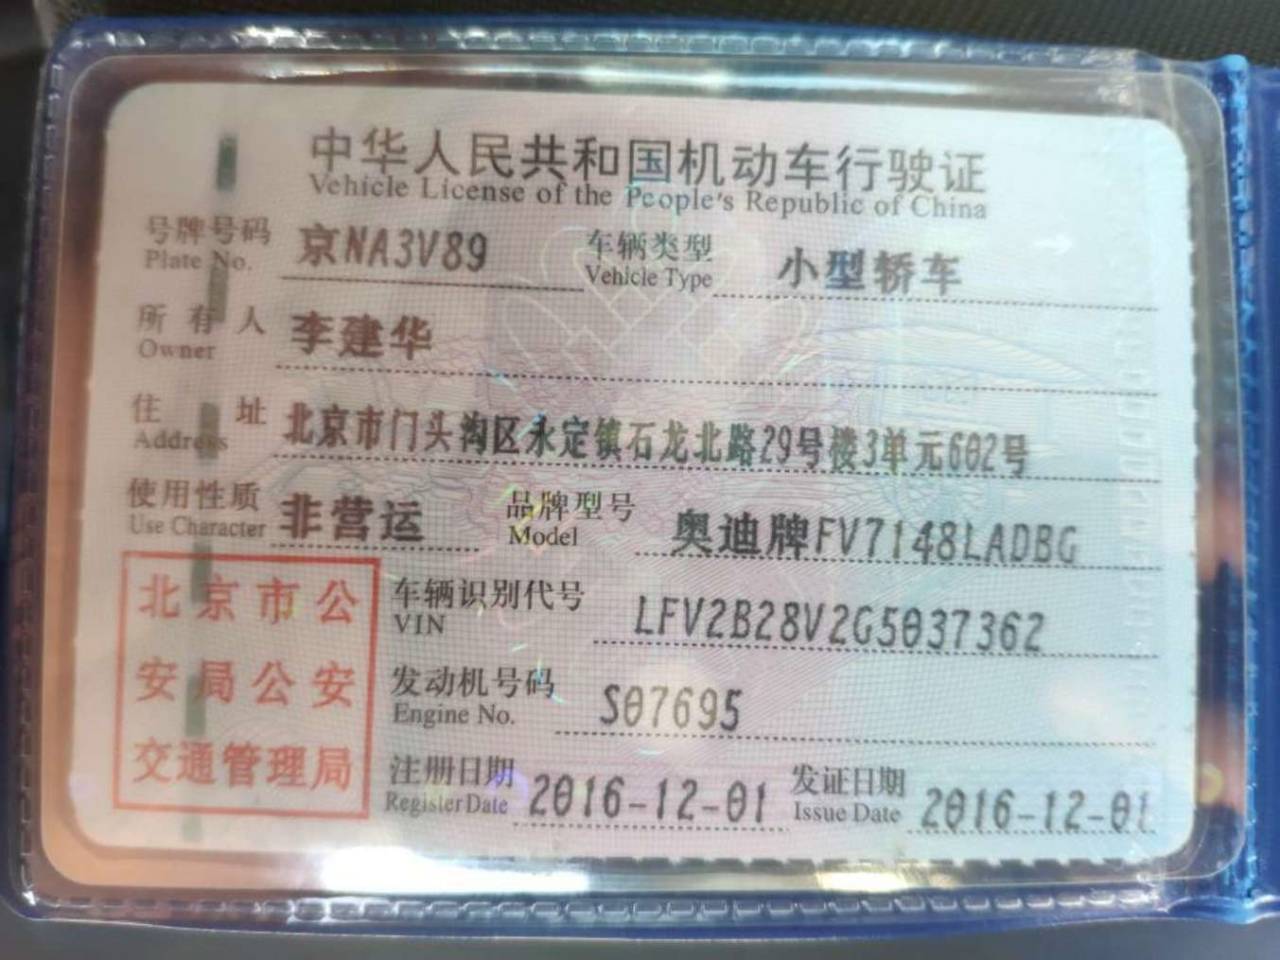 中华人民共和国机动车行驶证
Vehicle License of the People's Republic of China
号牌号码 京NA3V89 车辆类型 小型轿车
Plate No. Vehicle Type
所有人 李建华
Owner
住址 北京市门头沟区永定镇石龙北路29号楼3单元602号
Address
使用性质 非营运 品牌型号 奥迪牌FV7148LADBG
Use Character Model
北京市公
安局公安
交通管理局
车辆识别代号 LFV2B28V2G5037362
VIN
发动机号码 S07695
Engine No.
注册日期 2016-12-01 发证日期 2016-12-01
Register Date Issue Date